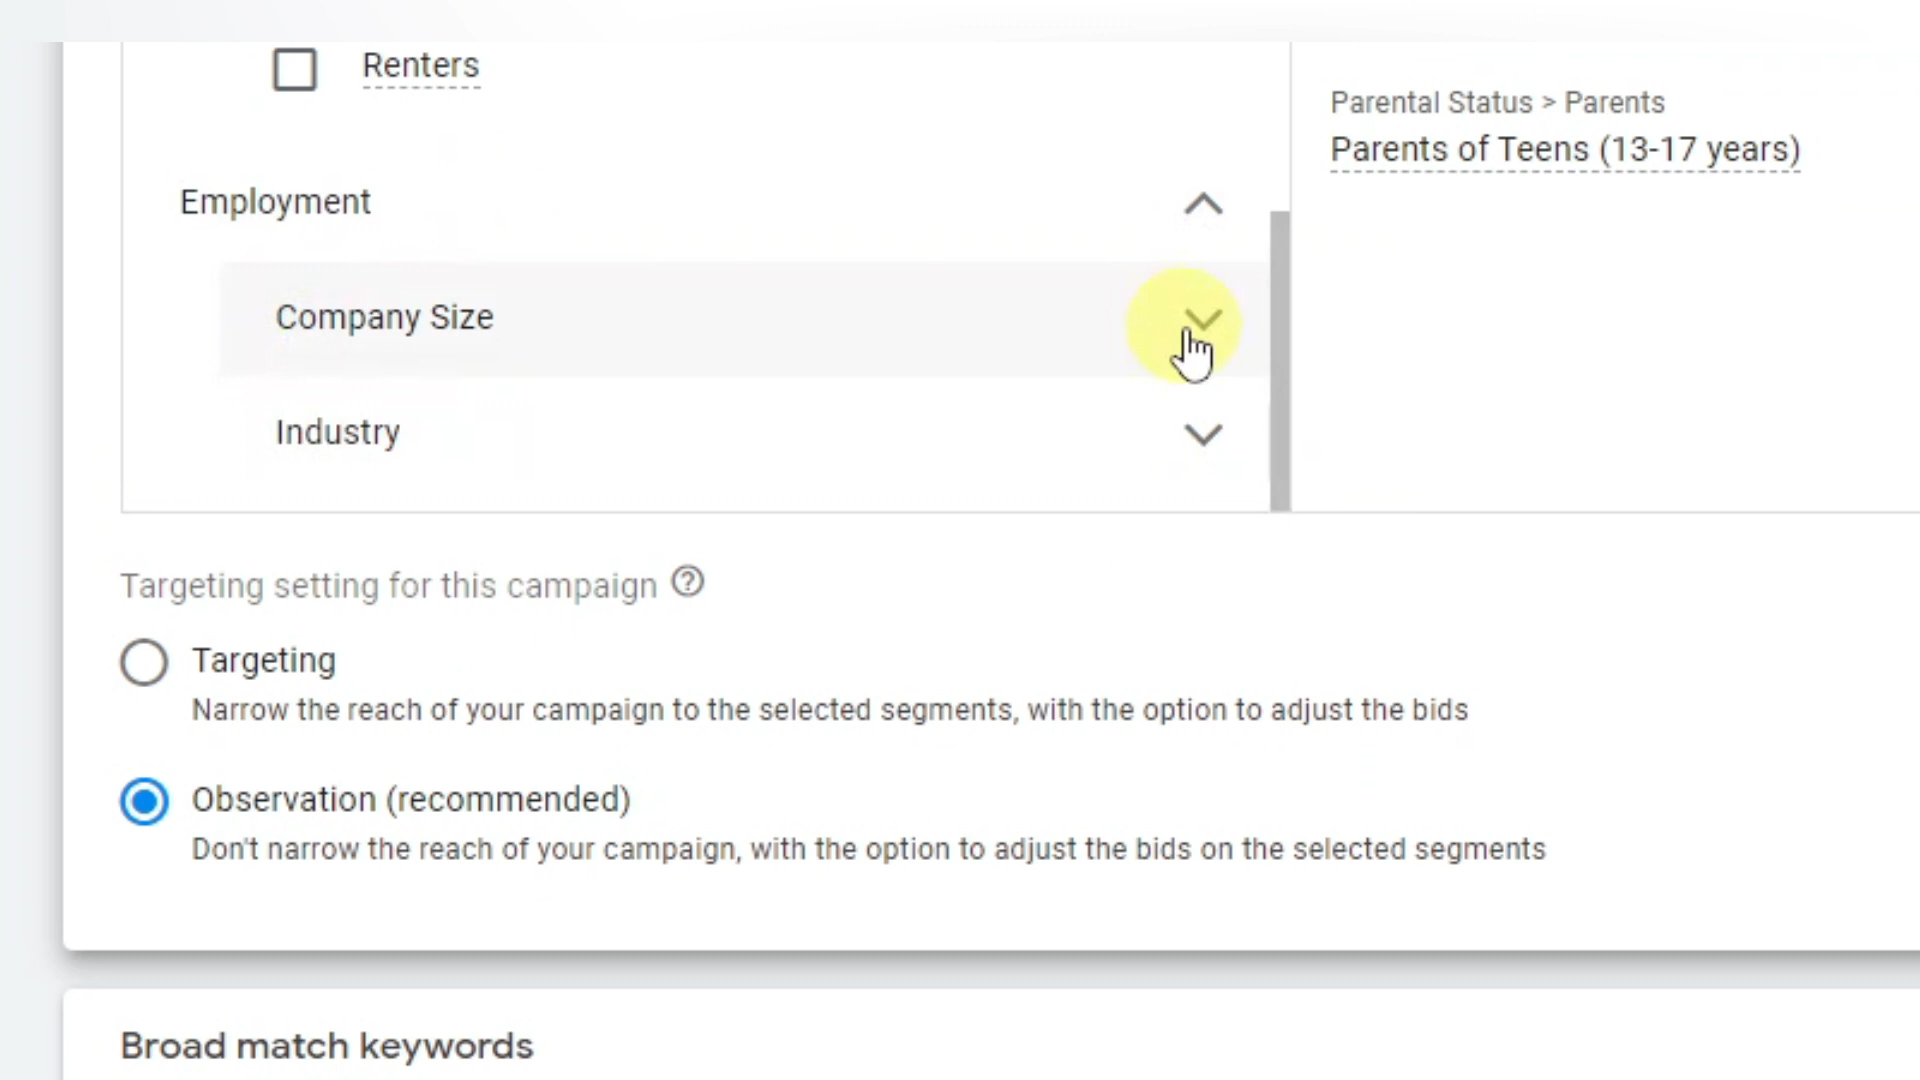 Renters
Parental Status > Parents
Parents of Teens (13-17 years)
Employment
Company Size
Industry
Targeting setting for this campaign
Targeting
Narrow the reach of your campaign to the selected segments, with the option to adjust the bids
Observation (recommended)
Don't narrow the reach of your campaign, with the option to adjust the bids on the selected segments
Broad match keywords